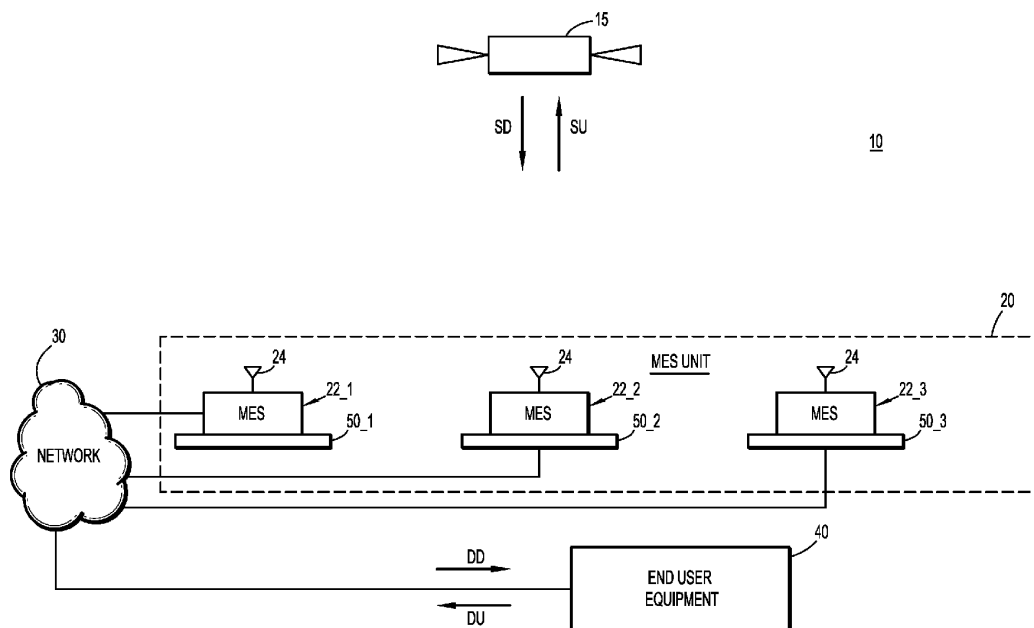 15
SD
SU
10
20
30
24
MES UNIT
24
24
22_1
22_2
22_3
MES
MES
MES
50_1
50_2
50_3
NETWORK
40
DD
DU
END USER
EQUIPMENT